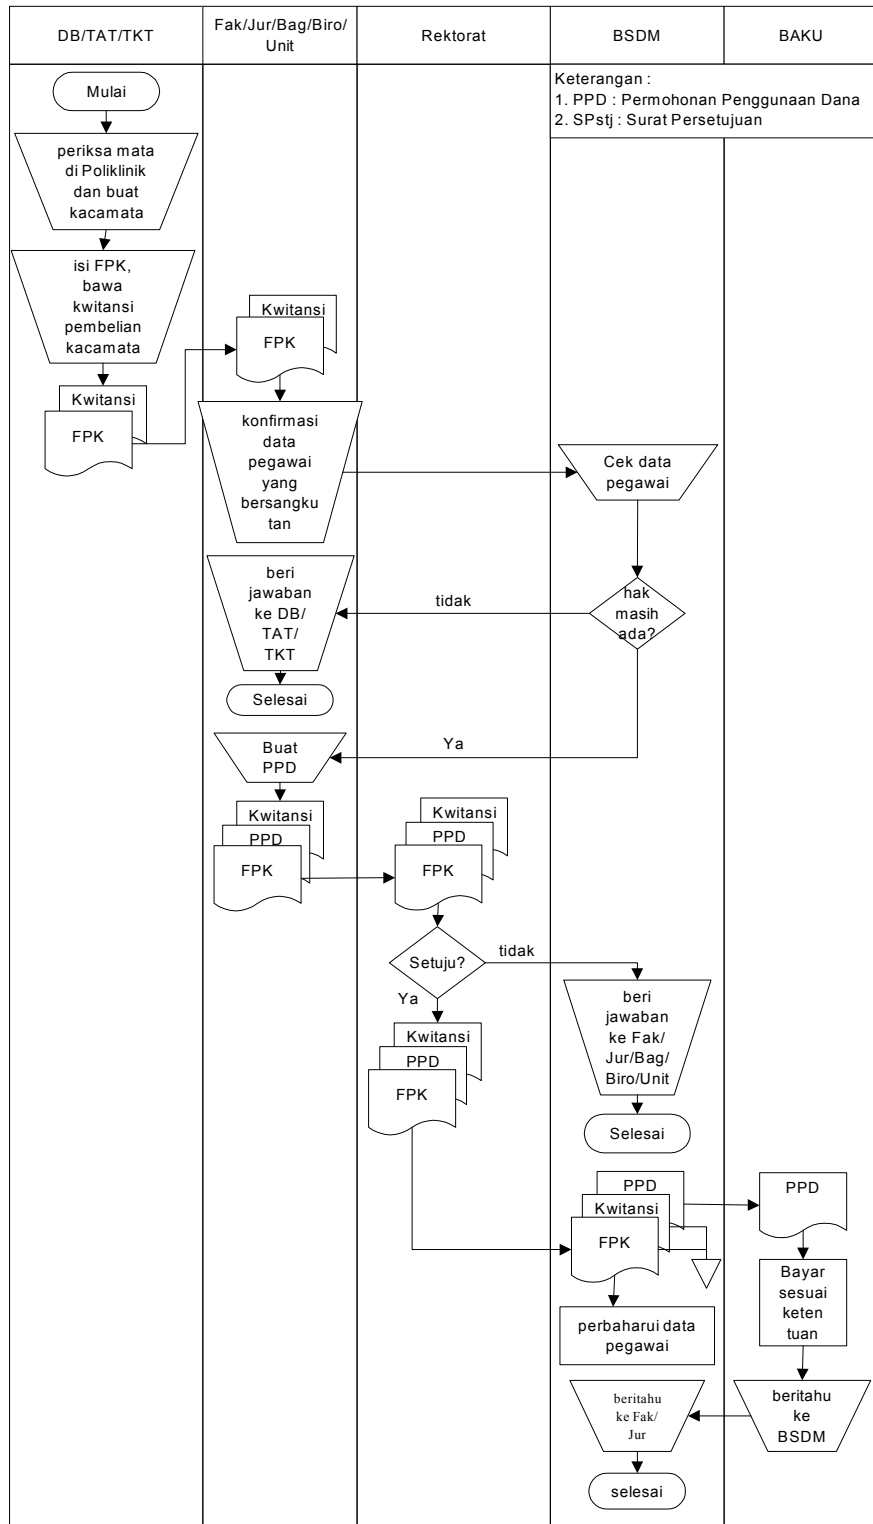 DB/TAT/TKT
Fak/Jur/Bag/Biro/
Unit
Rektorat
BSDM
BAKU
Keterangan :
1. PPD : Permohonan Penggunaan Dana
2. SPstj : Surat Persetujuan
Mulai
periksa mata
di Poliklinik
dan buat
kacamata
isi FPK,
bawa
kwitansi
pembelian
kacamata
Kwitansi
FPK
Kwitansi
FPK
konfirmasi
data
pegawai
yang
bersangku
tan
Cek data
pegawai
hak
masih
ada?
tidak
beri
jawaban
ke DB/
TAT/
TKT
Selesai
Ya
Buat
PPD
Kwitansi
PPD
FPK
Kwitansi
PPD
FPK
Setuju?
tidak
Ya
beri
jawaban
ke Fak/
Jur/Bag/
Biro/Unit
Selesai
Kwitansi
PPD
FPK
PPD
Kwitansi
FPK
PPD
Bayar
sesuai
keten
tuan
perbaharui data
pegawai
beritahu
ke
BSDM
beritahu
ke Fak/
Jur
selesai